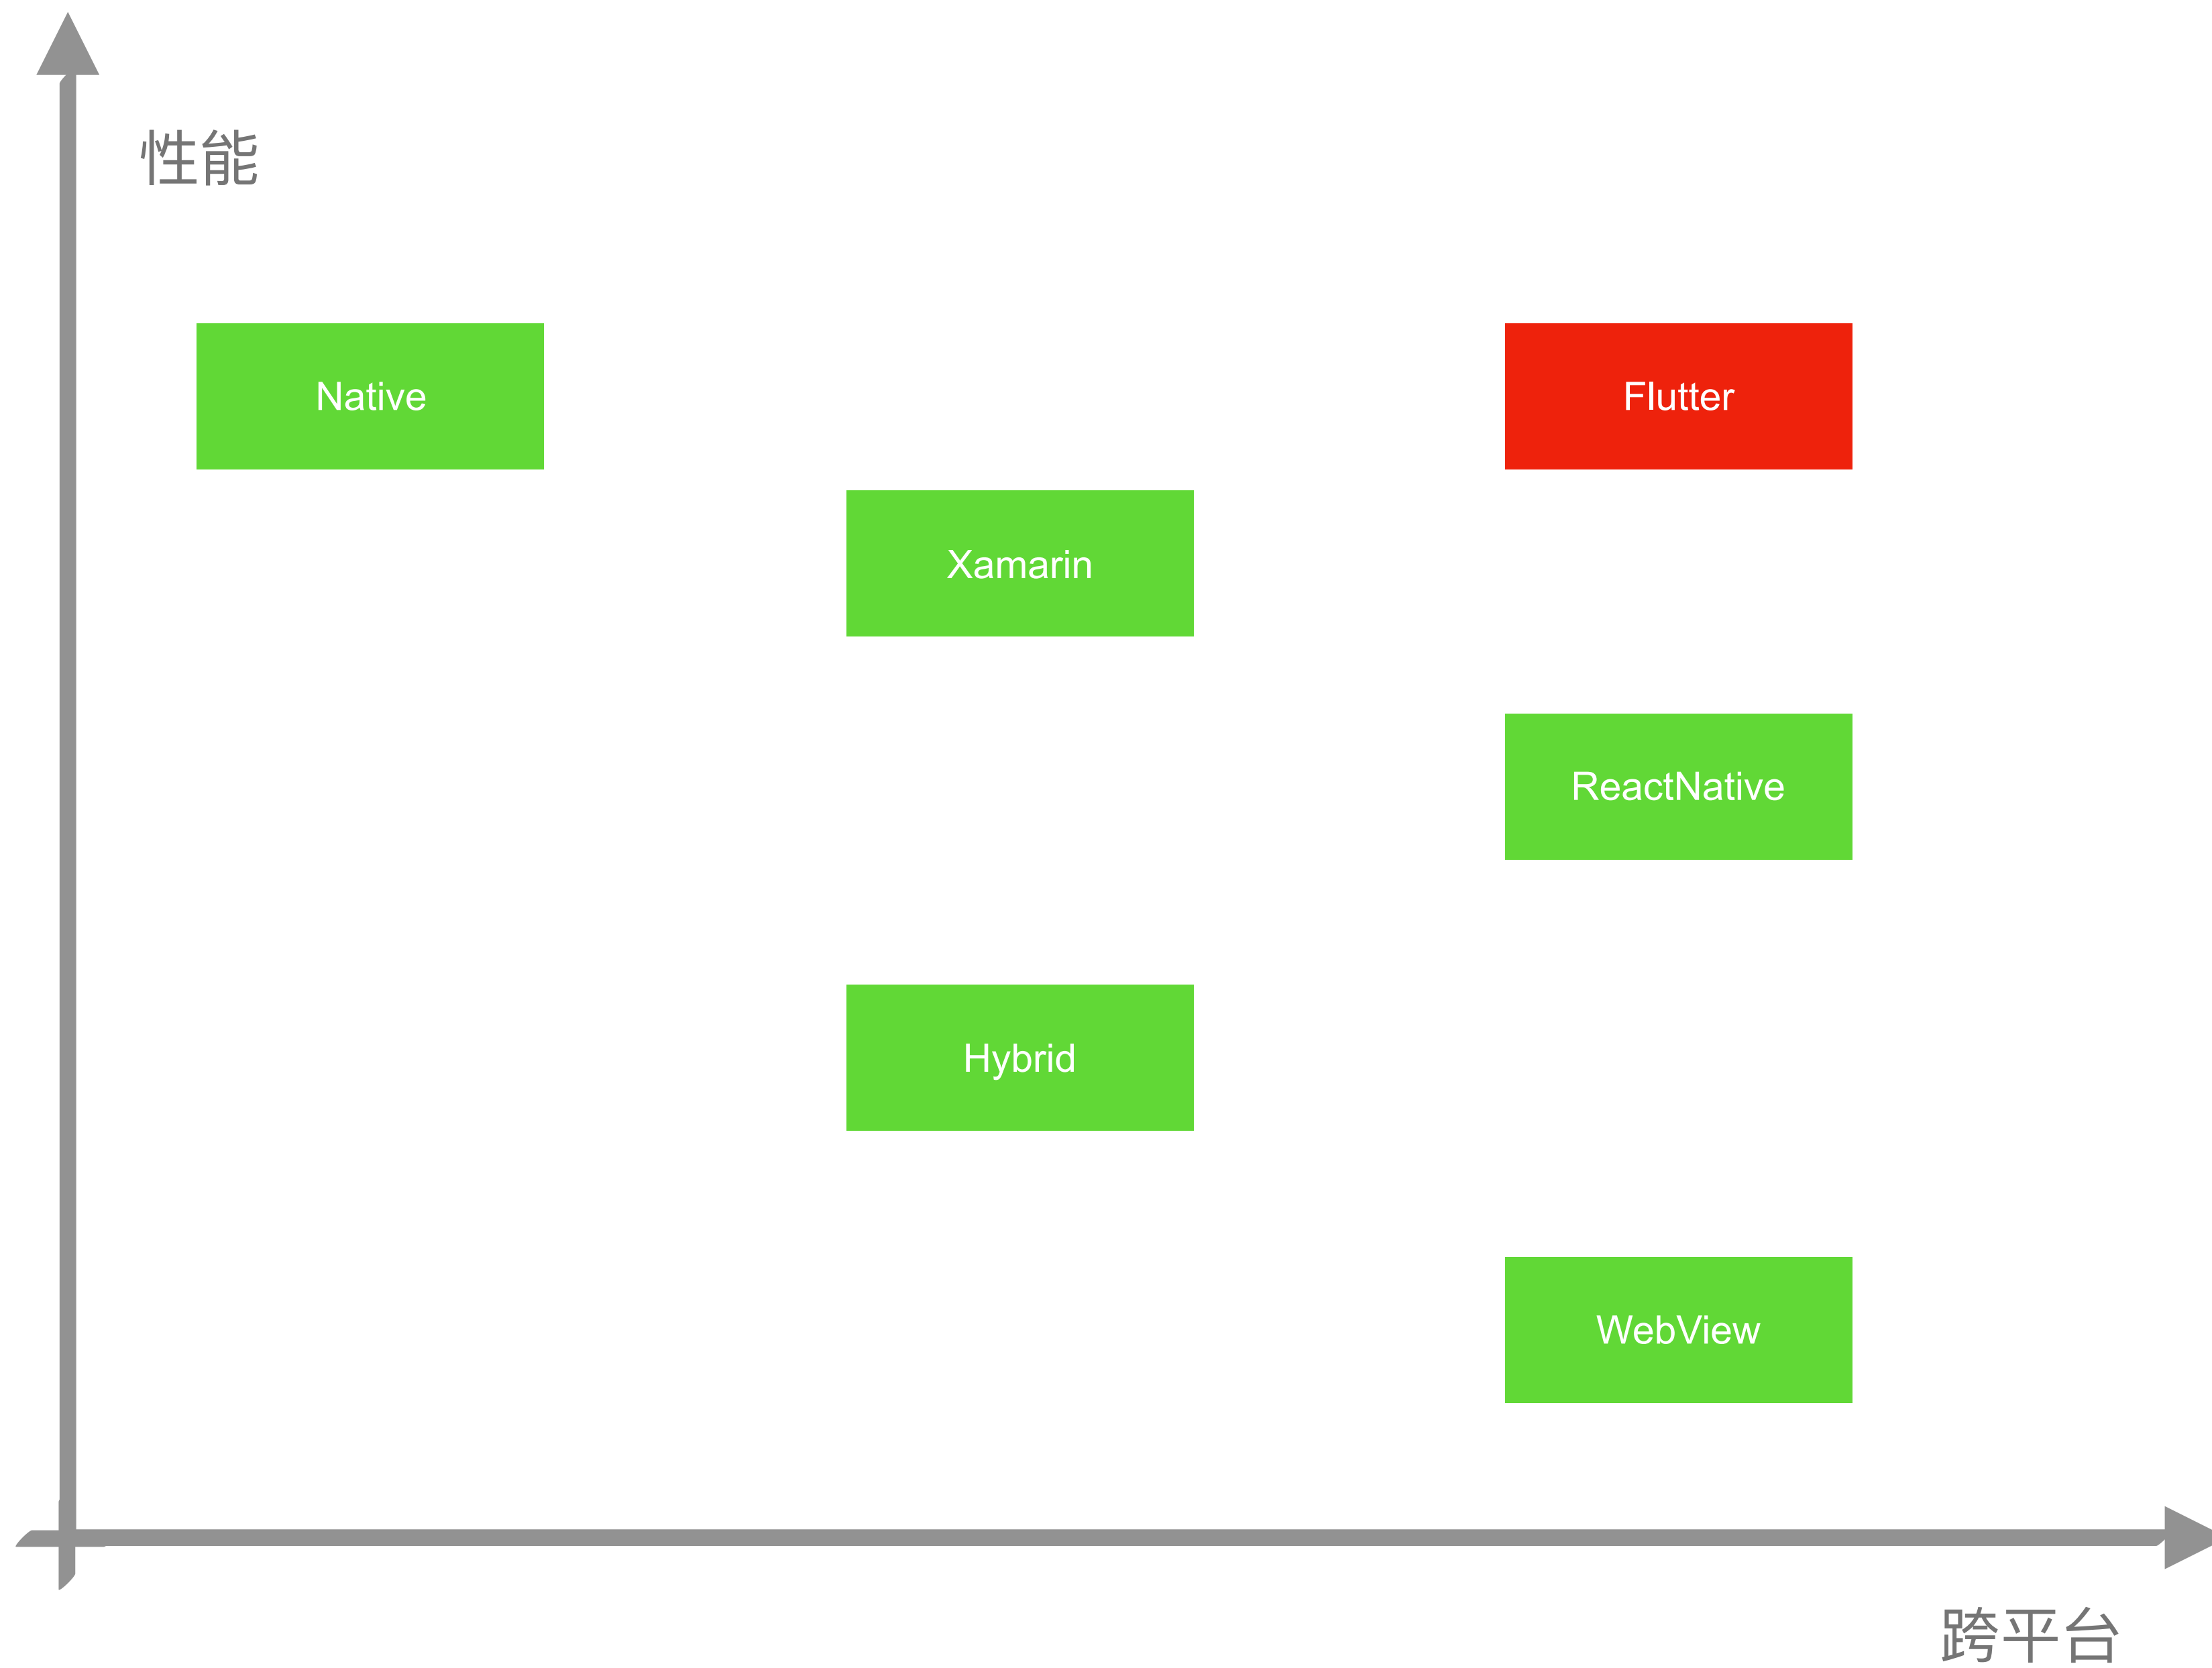 性能
Native
Flutter
Xamarin
ReactNative
Hybrid
WebView
跨平台